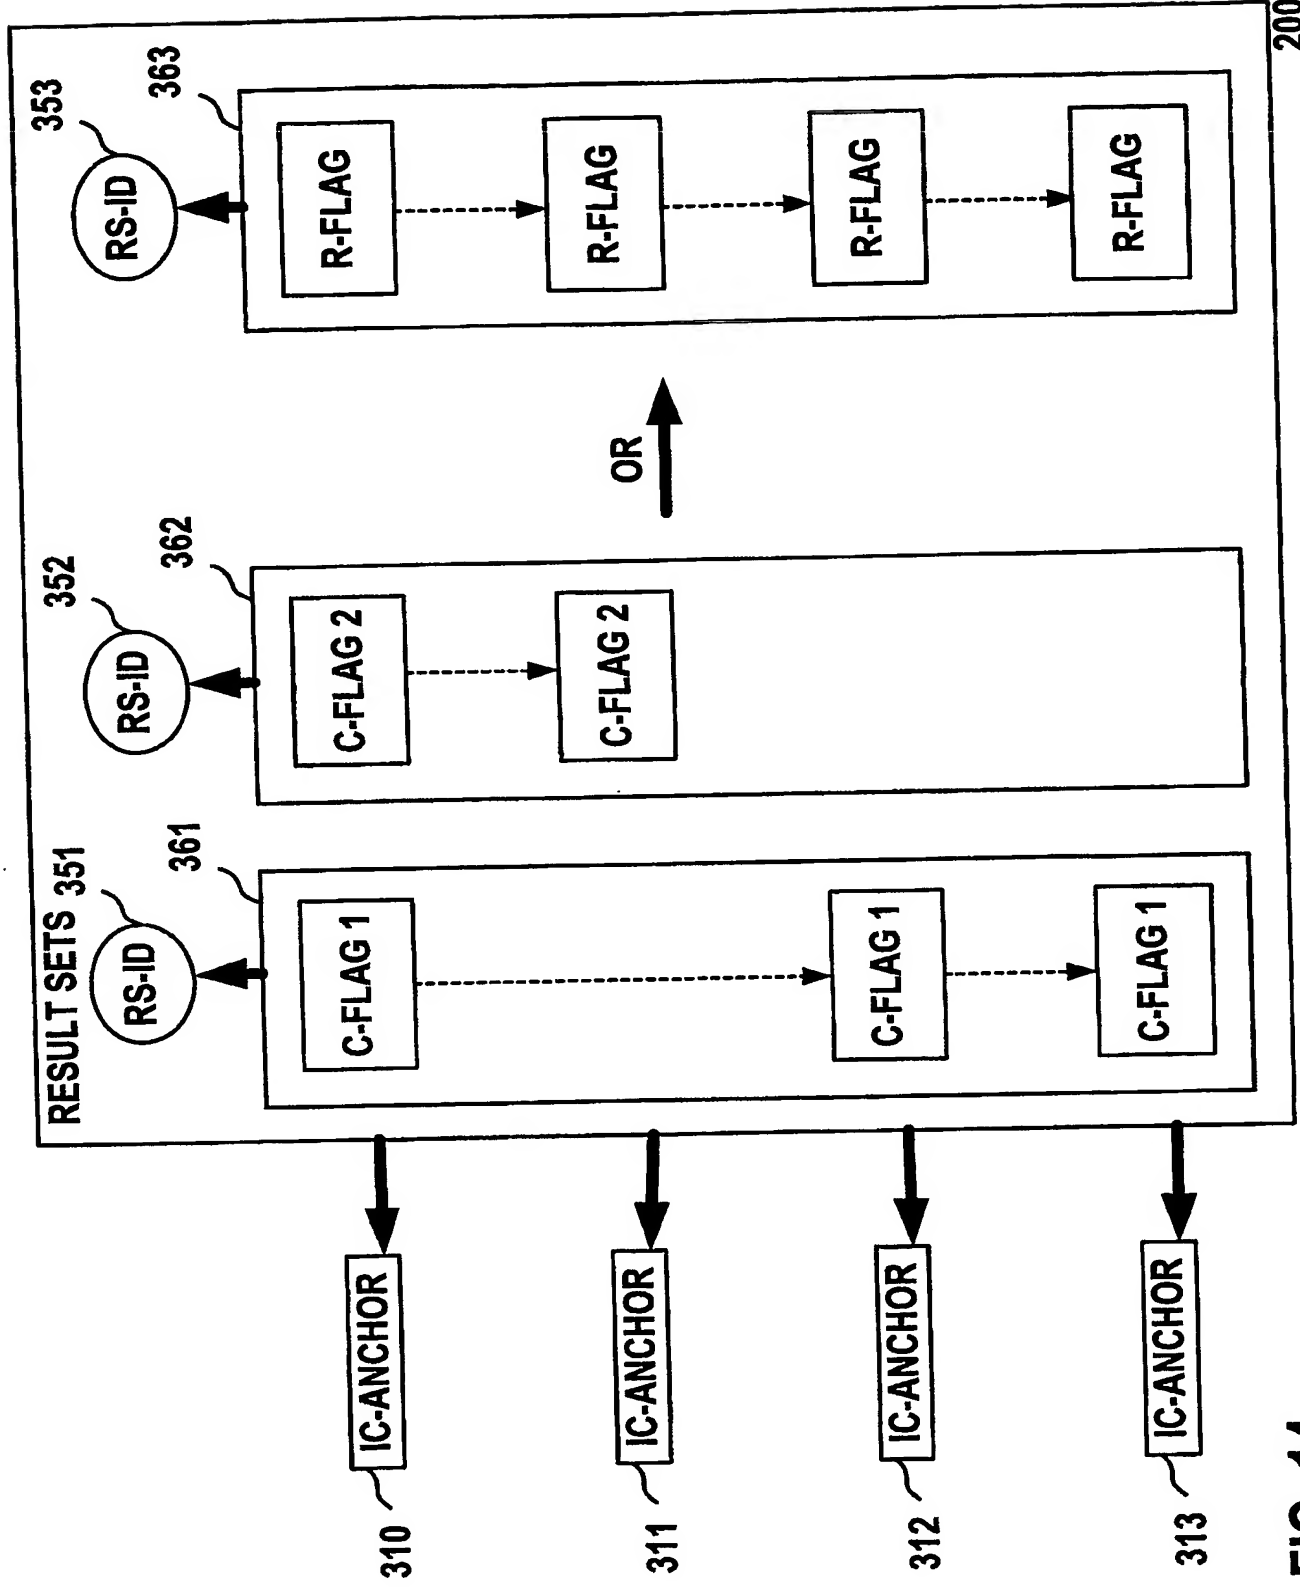 RESULT SETS
351
352
353
RS-ID
RS-ID
RS-ID
361
362
363
310
IC-ANCHOR
C-FLAG 1
C-FLAG 2
R-FLAG
311
IC-ANCHOR
C-FLAG 2
OR
R-FLAG
312
IC-ANCHOR
C-FLAG 1
R-FLAG
313
IC-ANCHOR
C-FLAG 1
R-FLAG
200